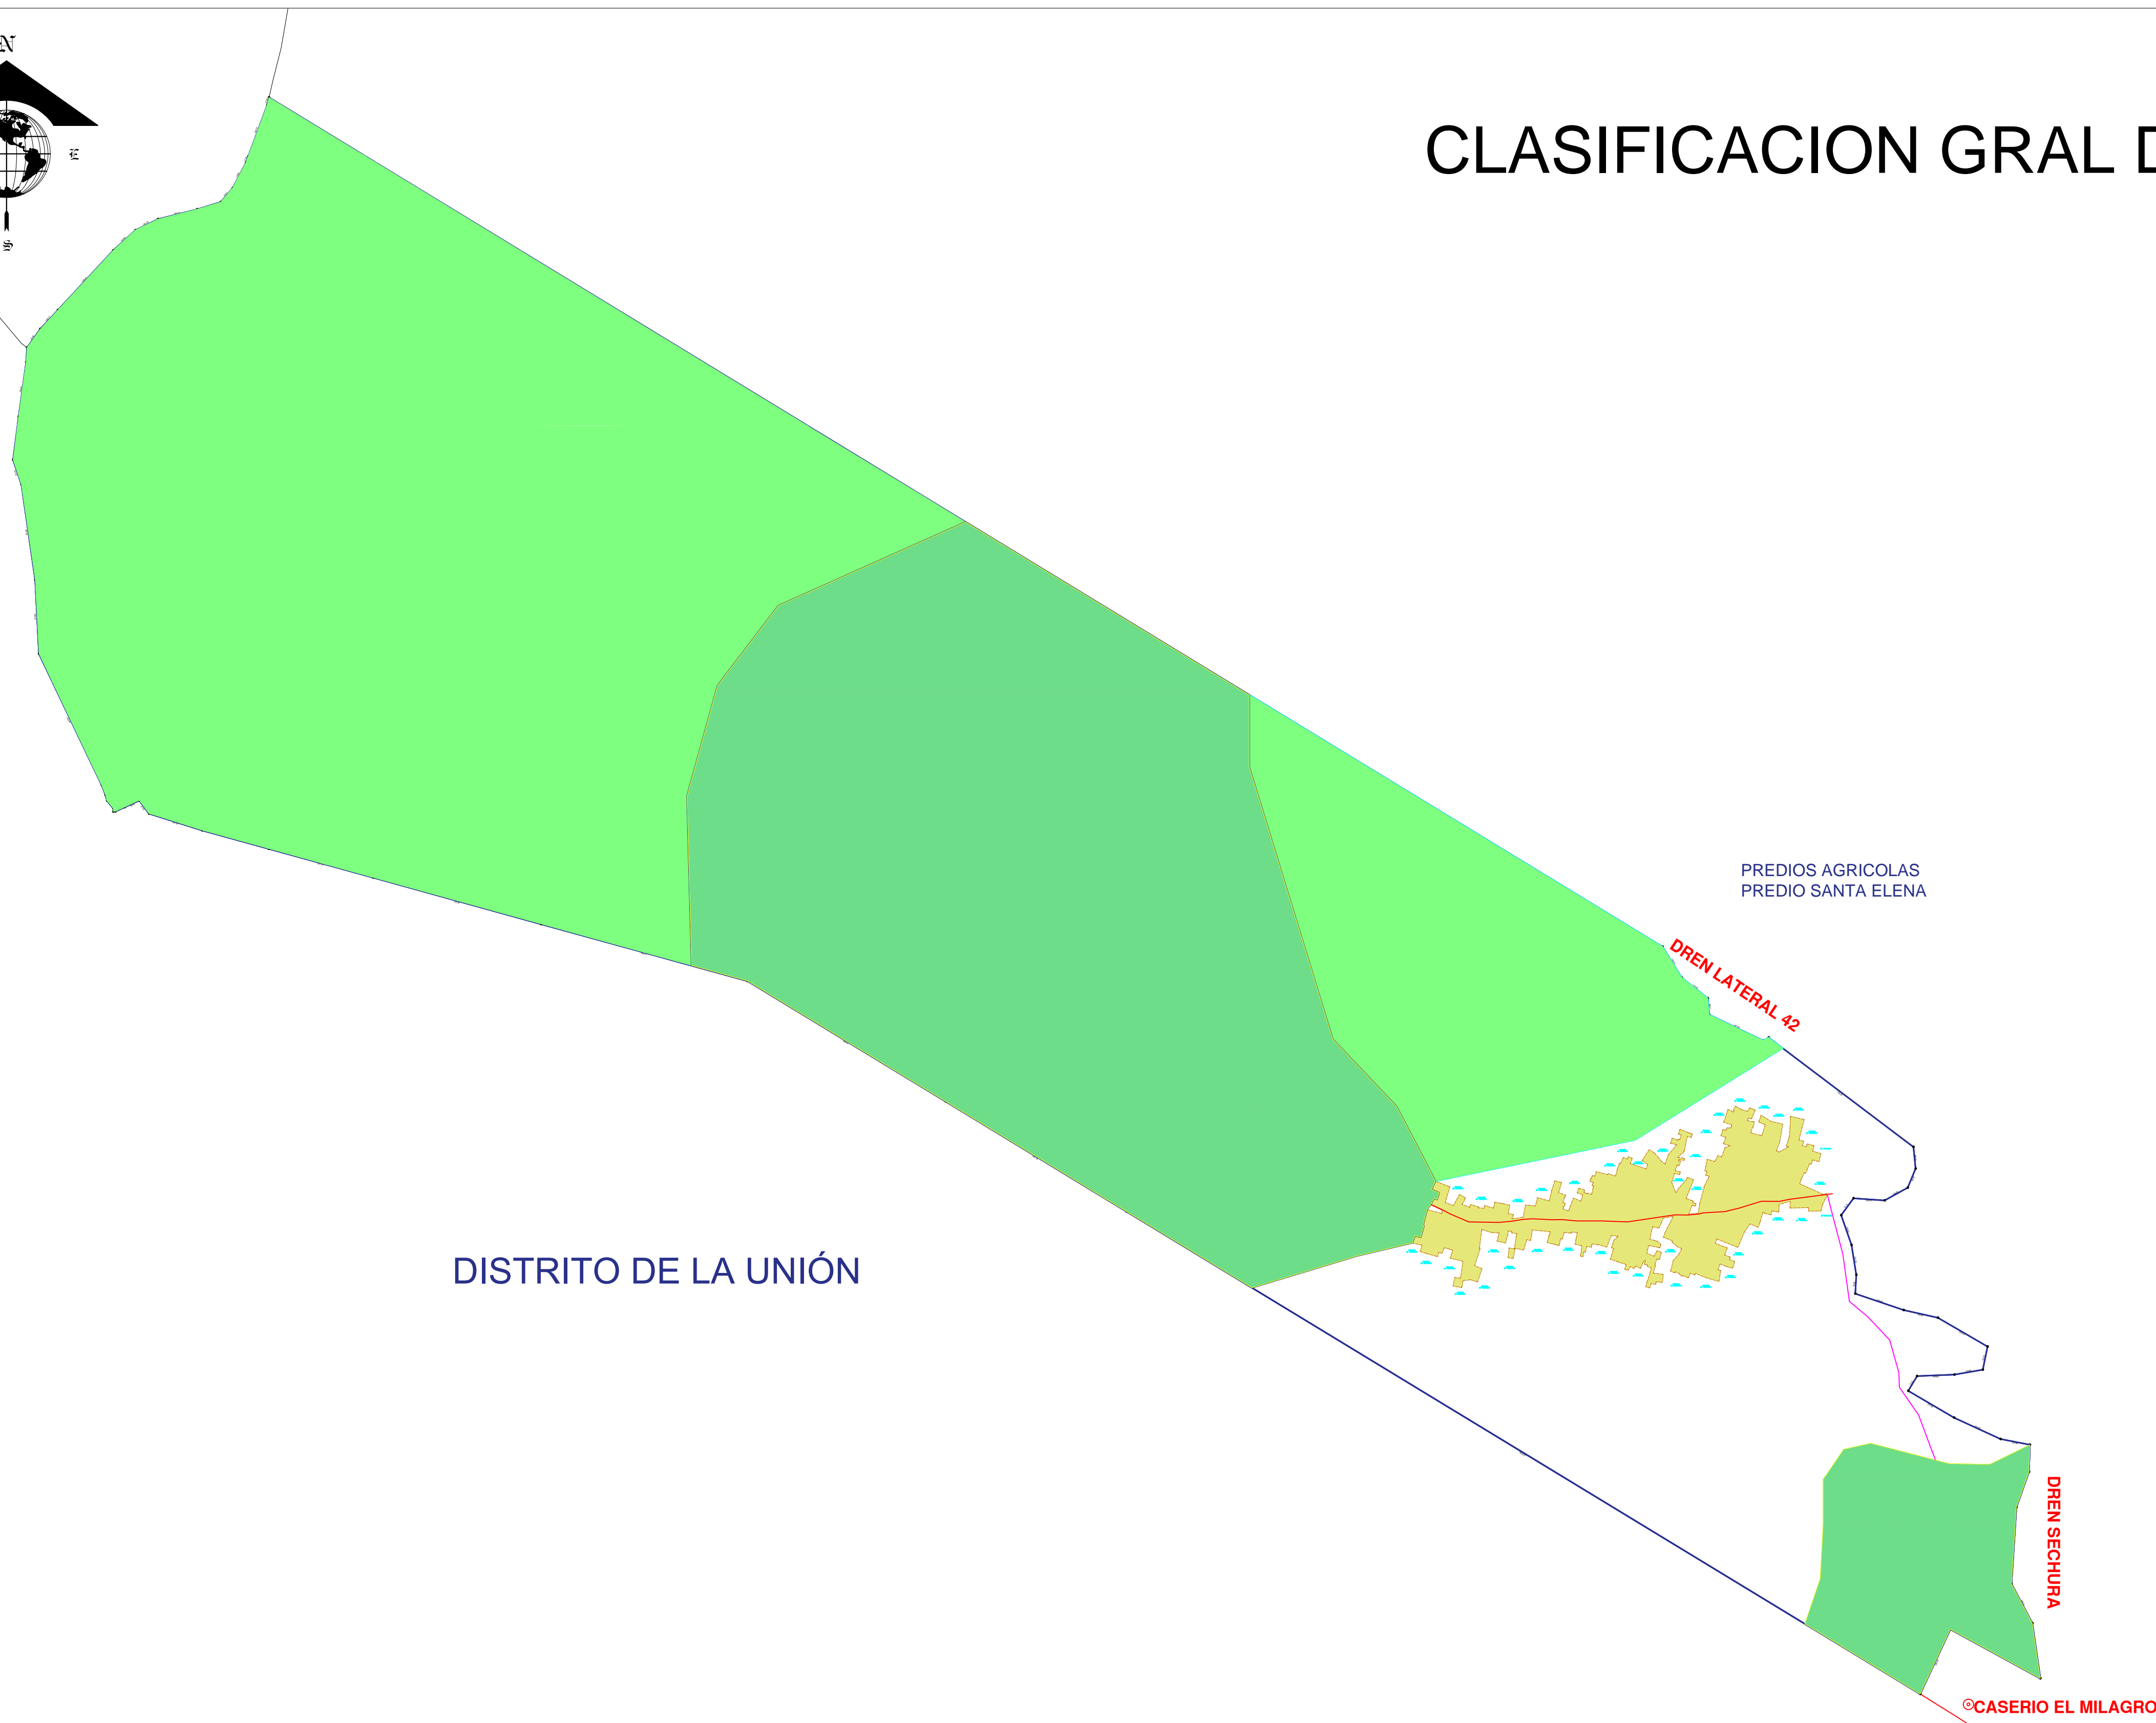 N
E
S
CLASIFICACION GRAL D
PREDIOS AGRICOLAS
PREDIO SANTA ELENA
DREN LATERAL 42
DISTRITO DE LA UNIÓN
DREN SECHURA
CASERIO EL MILAGRO